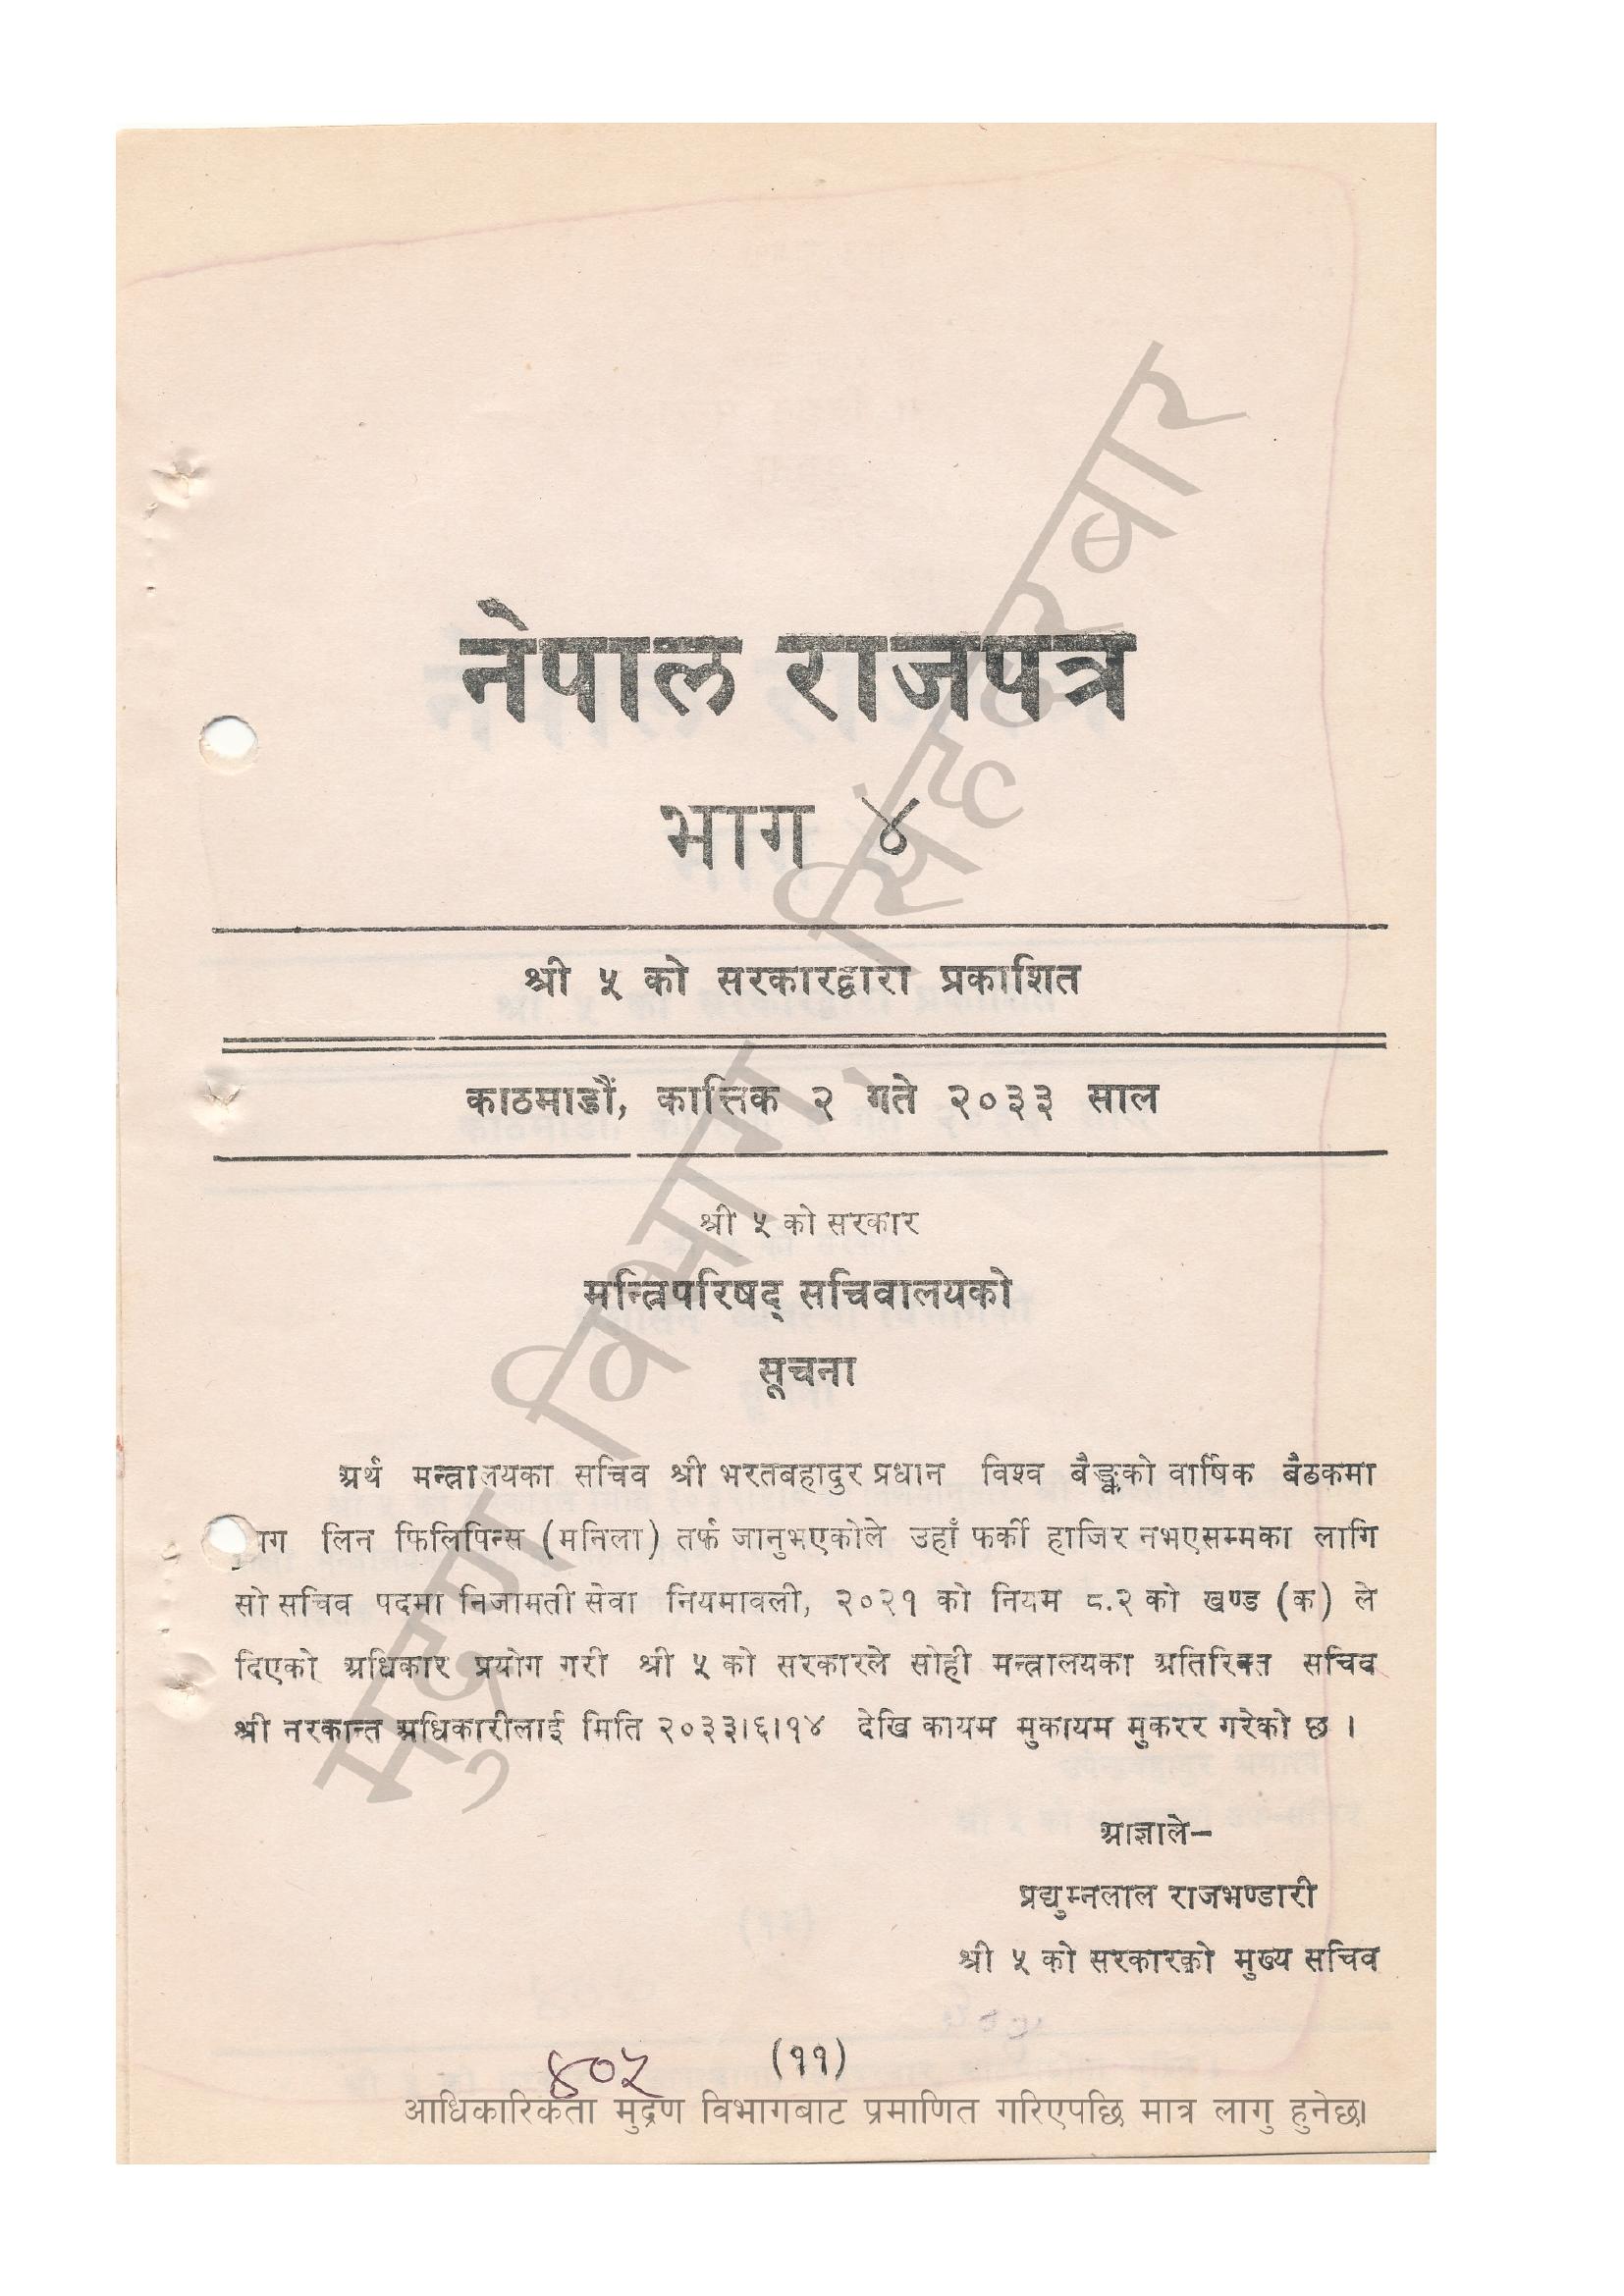 नेपाल राजपत्र
भाग ४
श्री ५ को सरकारद्वारा प्रकाशित
काठमाडौं, कात्तिक २ गते २०३३ साल
श्री ५ को सरकार
मन्त्रिपरिषद् सचिवालयको
सूचना
अर्थ मन्त्रालयका सचिव श्री भरतबहादुर प्रधान विश्व बैङ्कको वार्षिक बैठकमा
लिन फिलिपिन्स (मनिला) तर्फ जानुभएकोले उहाँ फर्की हाजिर नभएसम्मका लागि
सो सचिव पदमा निजामती सेवा नियमावली, २०२१ को नियम ८.२ को खण्ड (क) ले
दिएको अधिकार प्रयोग गरी श्री ५ को सरकारले सोही मन्त्रालयका अतिरिक्त सचिव
श्री नरकान्त अधिकारीलाई मिति २०३३।६।१४ देखि कायम मुकायम मुकरर गरेको छ ।
आज्ञाले–
प्रद्युम्नलाल राजभण्डारी
श्री ५ को सरकारको मुख्य सचिव
(११)
४०५
आधिकारिकता मुद्रण विभागबाट प्रमाणित गरिएपछि मात्र लागु हुनेछ।
मुद्रण विभाग, सिंहदरबार